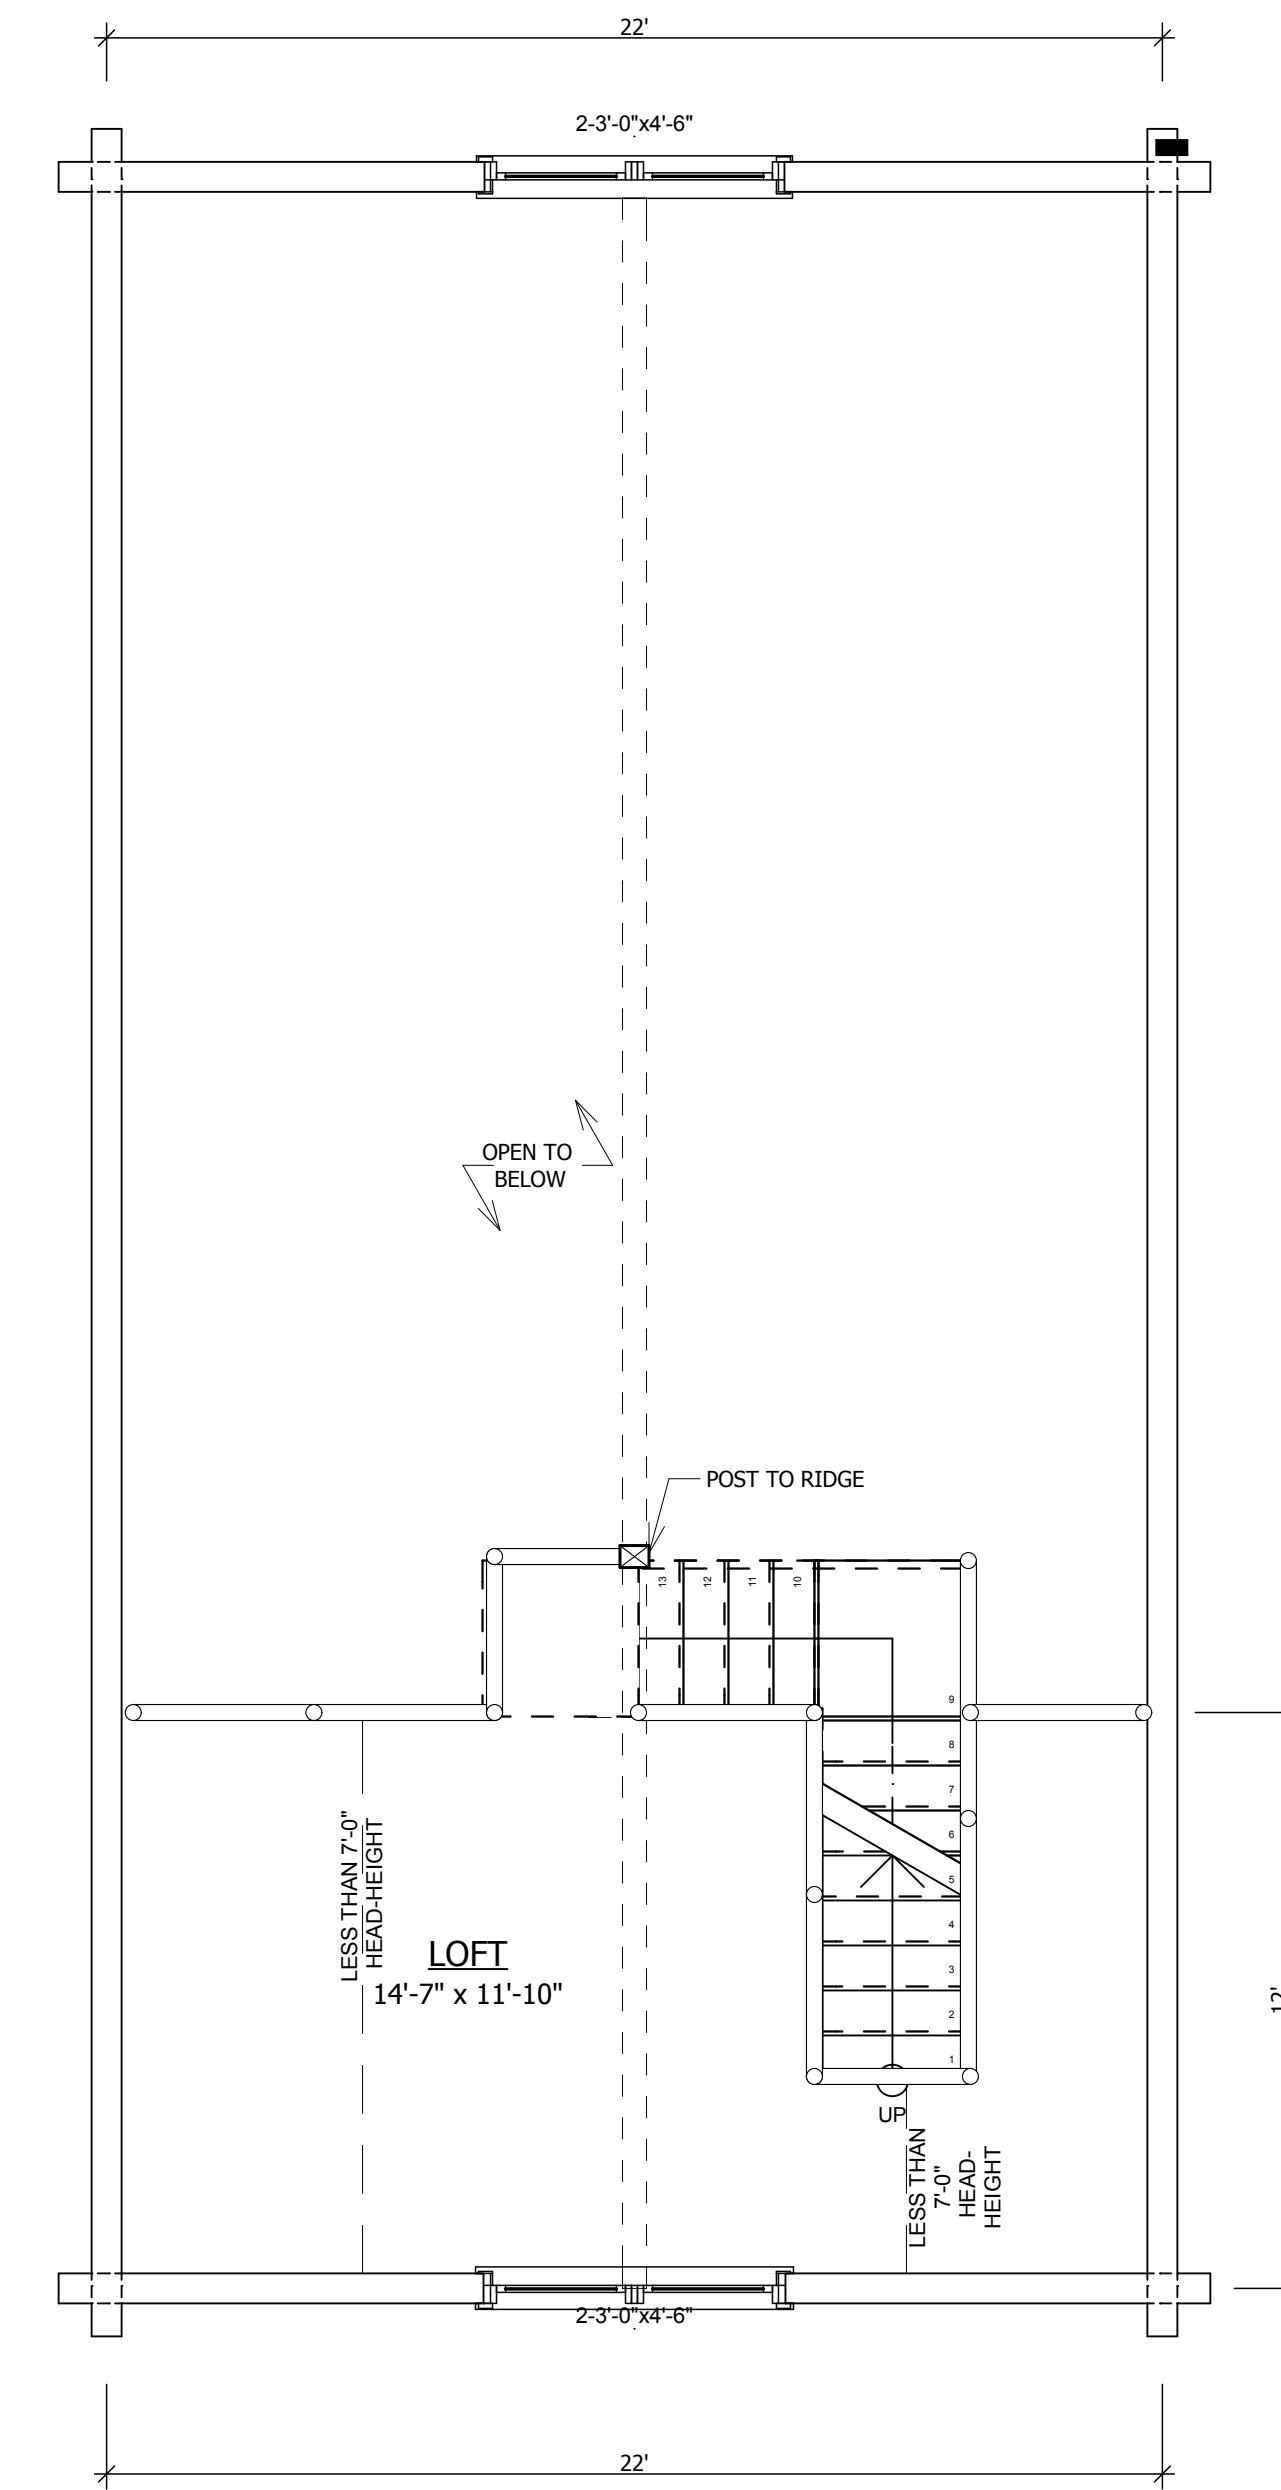 22'
2-3'-0"x4'-6"
OPEN TO
BELOW
POST TO RIDGE
13
12
11
10
9
8
7
6
5
4
3
2
1
LESS THAN 7'-0"
HEAD-HEIGHT
LOFT
14'-7" x 11'-10"
12'
UP
LESS THAN
7'-0"
HEAD-
HEIGHT
2-3'-0"x4'-6"
22'